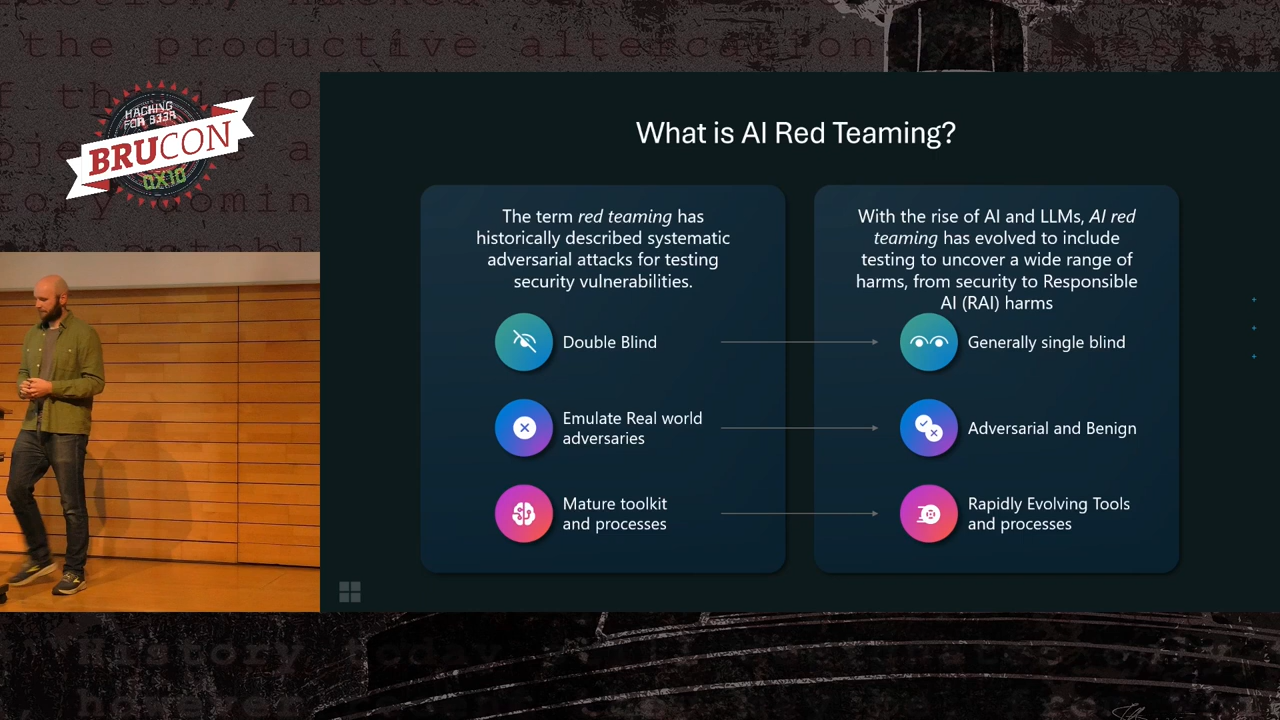 the productive altercation
HACKING
FOR B33R
BRUCON
0X10
What is AI Red Teaming?
The term red teaming has
historically described systematic
adversarial attacks for testing
security vulnerabilities.
Double Blind
Emulate Real world
adversaries
Mature toolkit
and processes
With the rise of AI and LLMs, AI red
teaming has evolved to include
testing to uncover a wide range of
harms, from security to Responsible
AI (RAI) harms
Generally single blind
Adversarial and Benign
Rapidly Evolving Tools
and processes
History today
however